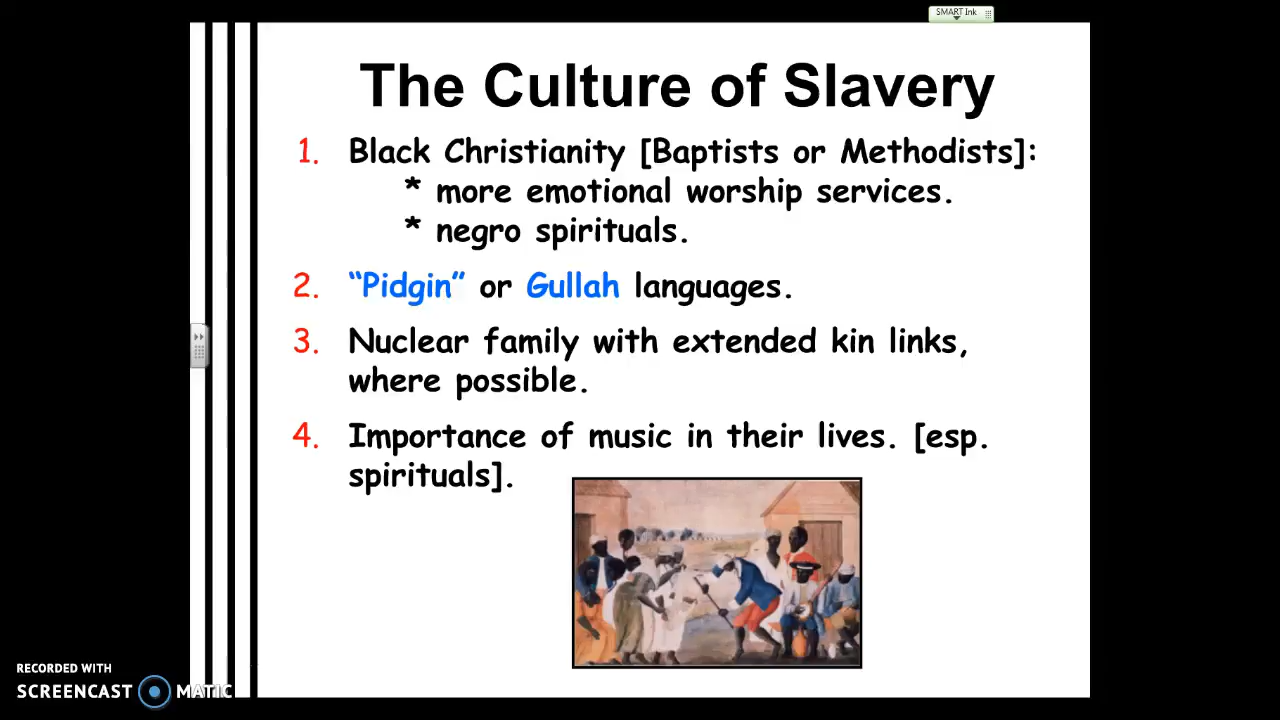 SMART Ink
The Culture of Slavery
1. Black Christianity [Baptists or Methodists]:
* more emotional worship services.
* negro spirituals.
2. “Pidgin” or Gullah languages.
3. Nuclear family with extended kin links,
where possible.
4. Importance of music in their lives. [esp.
spirituals].
RECORDED WITH
SCREENCAST MATIC